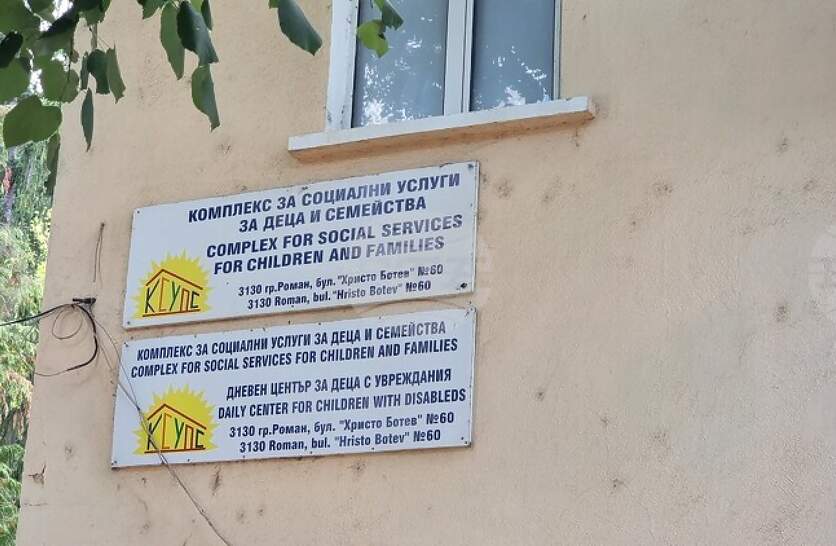 КОМПЛЕКС ЗА СОЦИАЛНИ УСЛУГИ
ЗА ДЕЦА И СЕМЕЙСТВА
COMPLEX FOR SOCIAL SERVICES
FOR CHILDREN AND FAMILIES
КСУДС
3130 гр.Роман, бул. "Христо Ботев" №60
3130 Roman, bul. "Hristo Botev" №60
КОМПЛЕКС ЗА СОЦИАЛНИ УСЛУГИ ЗА ДЕЦА И СЕМЕЙСТВА
COMPLEX FOR SOCIAL SERVICES FOR CHILDREN AND FAMILIES
ДНЕВЕН ЦЕНТЪР ЗА ДЕЦА С УВРЕЖДАНИЯ
DAILY CENTER FOR CHILDREN WITH DISABLEDS
КСУДС
3130 гр.Роман, бул. "Христо Ботев" №60
3130 Roman, bul. "Hristo Botev" №60